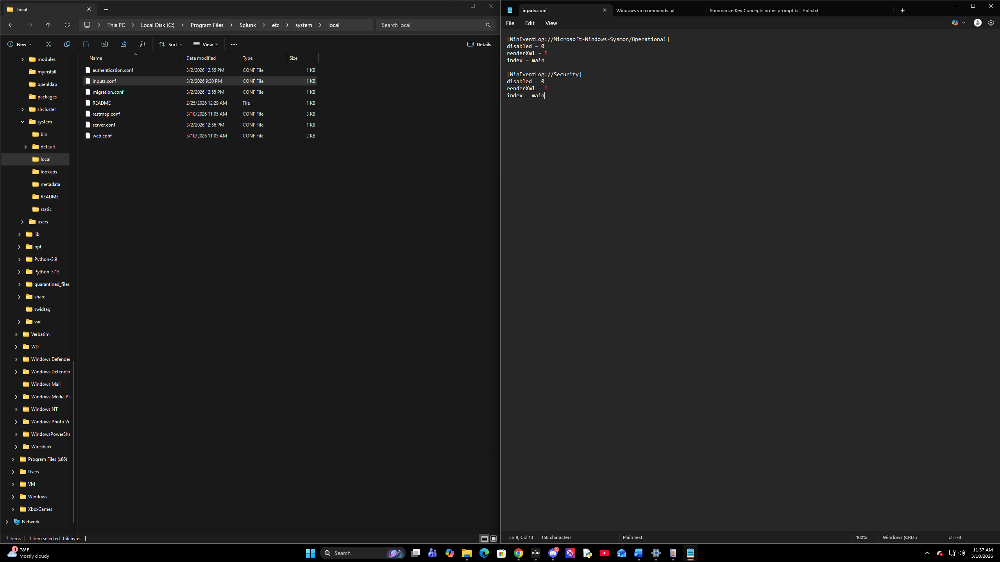 local
This PC
Local Disk (C:)
Program Files
Splunk
etc
system
local
Search local
New
Sort
View
Details
modules
myinstall
openldap
packages
shcluster
system
bin
default
local
lookups
metadata
README
static
users
lib
opt
Python-3.9
Python-3.13
quarantined_files
share
swidtag
var
Verbatim
WD
Windows Defender
Windows Defender
Windows Mail
Windows Media Pl
Windows NT
Windows Photo Vi
WindowsPowerShe
Wireshark
Program Files (x86)
Users
VM
Windows
XboxGames
Network
Name Date modified Type Size
authentication.conf 3/2/2026 12:55 PM CONF File 1 KB
inputs.conf 3/2/2026 9:30 PM CONF File 1 KB
migration.conf 3/2/2026 12:55 PM CONF File 1 KB
README 2/25/2026 12:29 AM File 1 KB
restmap.conf 3/10/2026 11:05 AM CONF File 3 KB
server.conf 3/2/2026 12:56 PM CONF File 1 KB
web.conf 3/10/2026 11:05 AM CONF File 2 KB
7 items 1 item selected 166 bytes
inputs.conf
Windows vm commands.txt
Summarize Key Concepts notes prompt.tx
Eula.txt
File Edit View
[WinEventLog://Microsoft-Windows-Sysmon/Operational]
disabled = 0
renderXml = 1
index = main
[WinEventLog://Security]
disabled = 0
renderXml = 1
index = main
Ln 9, Col 13 158 characters Plain text 100% Windows (CRLF) UTF-8
1
78°F
Mostly cloudy
Search
HUC
4
11:37 AM
3/10/2026